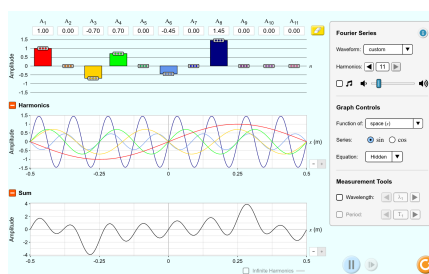 A1 A2 A3 A4 A5 A6 A7 A8 A9 A10 A11
1.00 0.00 -0.70 0.70 0.00 -0.45 0.00 1.45 0.00 0.00 0.00
Amplitude
1.5
1
0.5
0
-0.5
-1
-1.5
n
Harmonics
Amplitude
1.5
1
0.5
0
-0.5
-1
-1.5
x (m)
-0.5 -0.25 0 0.25 0.5
Sum
Amplitude
4
2
0
-2
-4
x (m)
-0.5 -0.25 0 0.25 0.5
Infinite Harmonics
Fourier Series
Waveform: custom
Harmonics: 11
Graph Controls
Function of: space (x)
Series: sin cos
Equation: Hidden
Measurement Tools
Wavelength: λ1
Period: T1